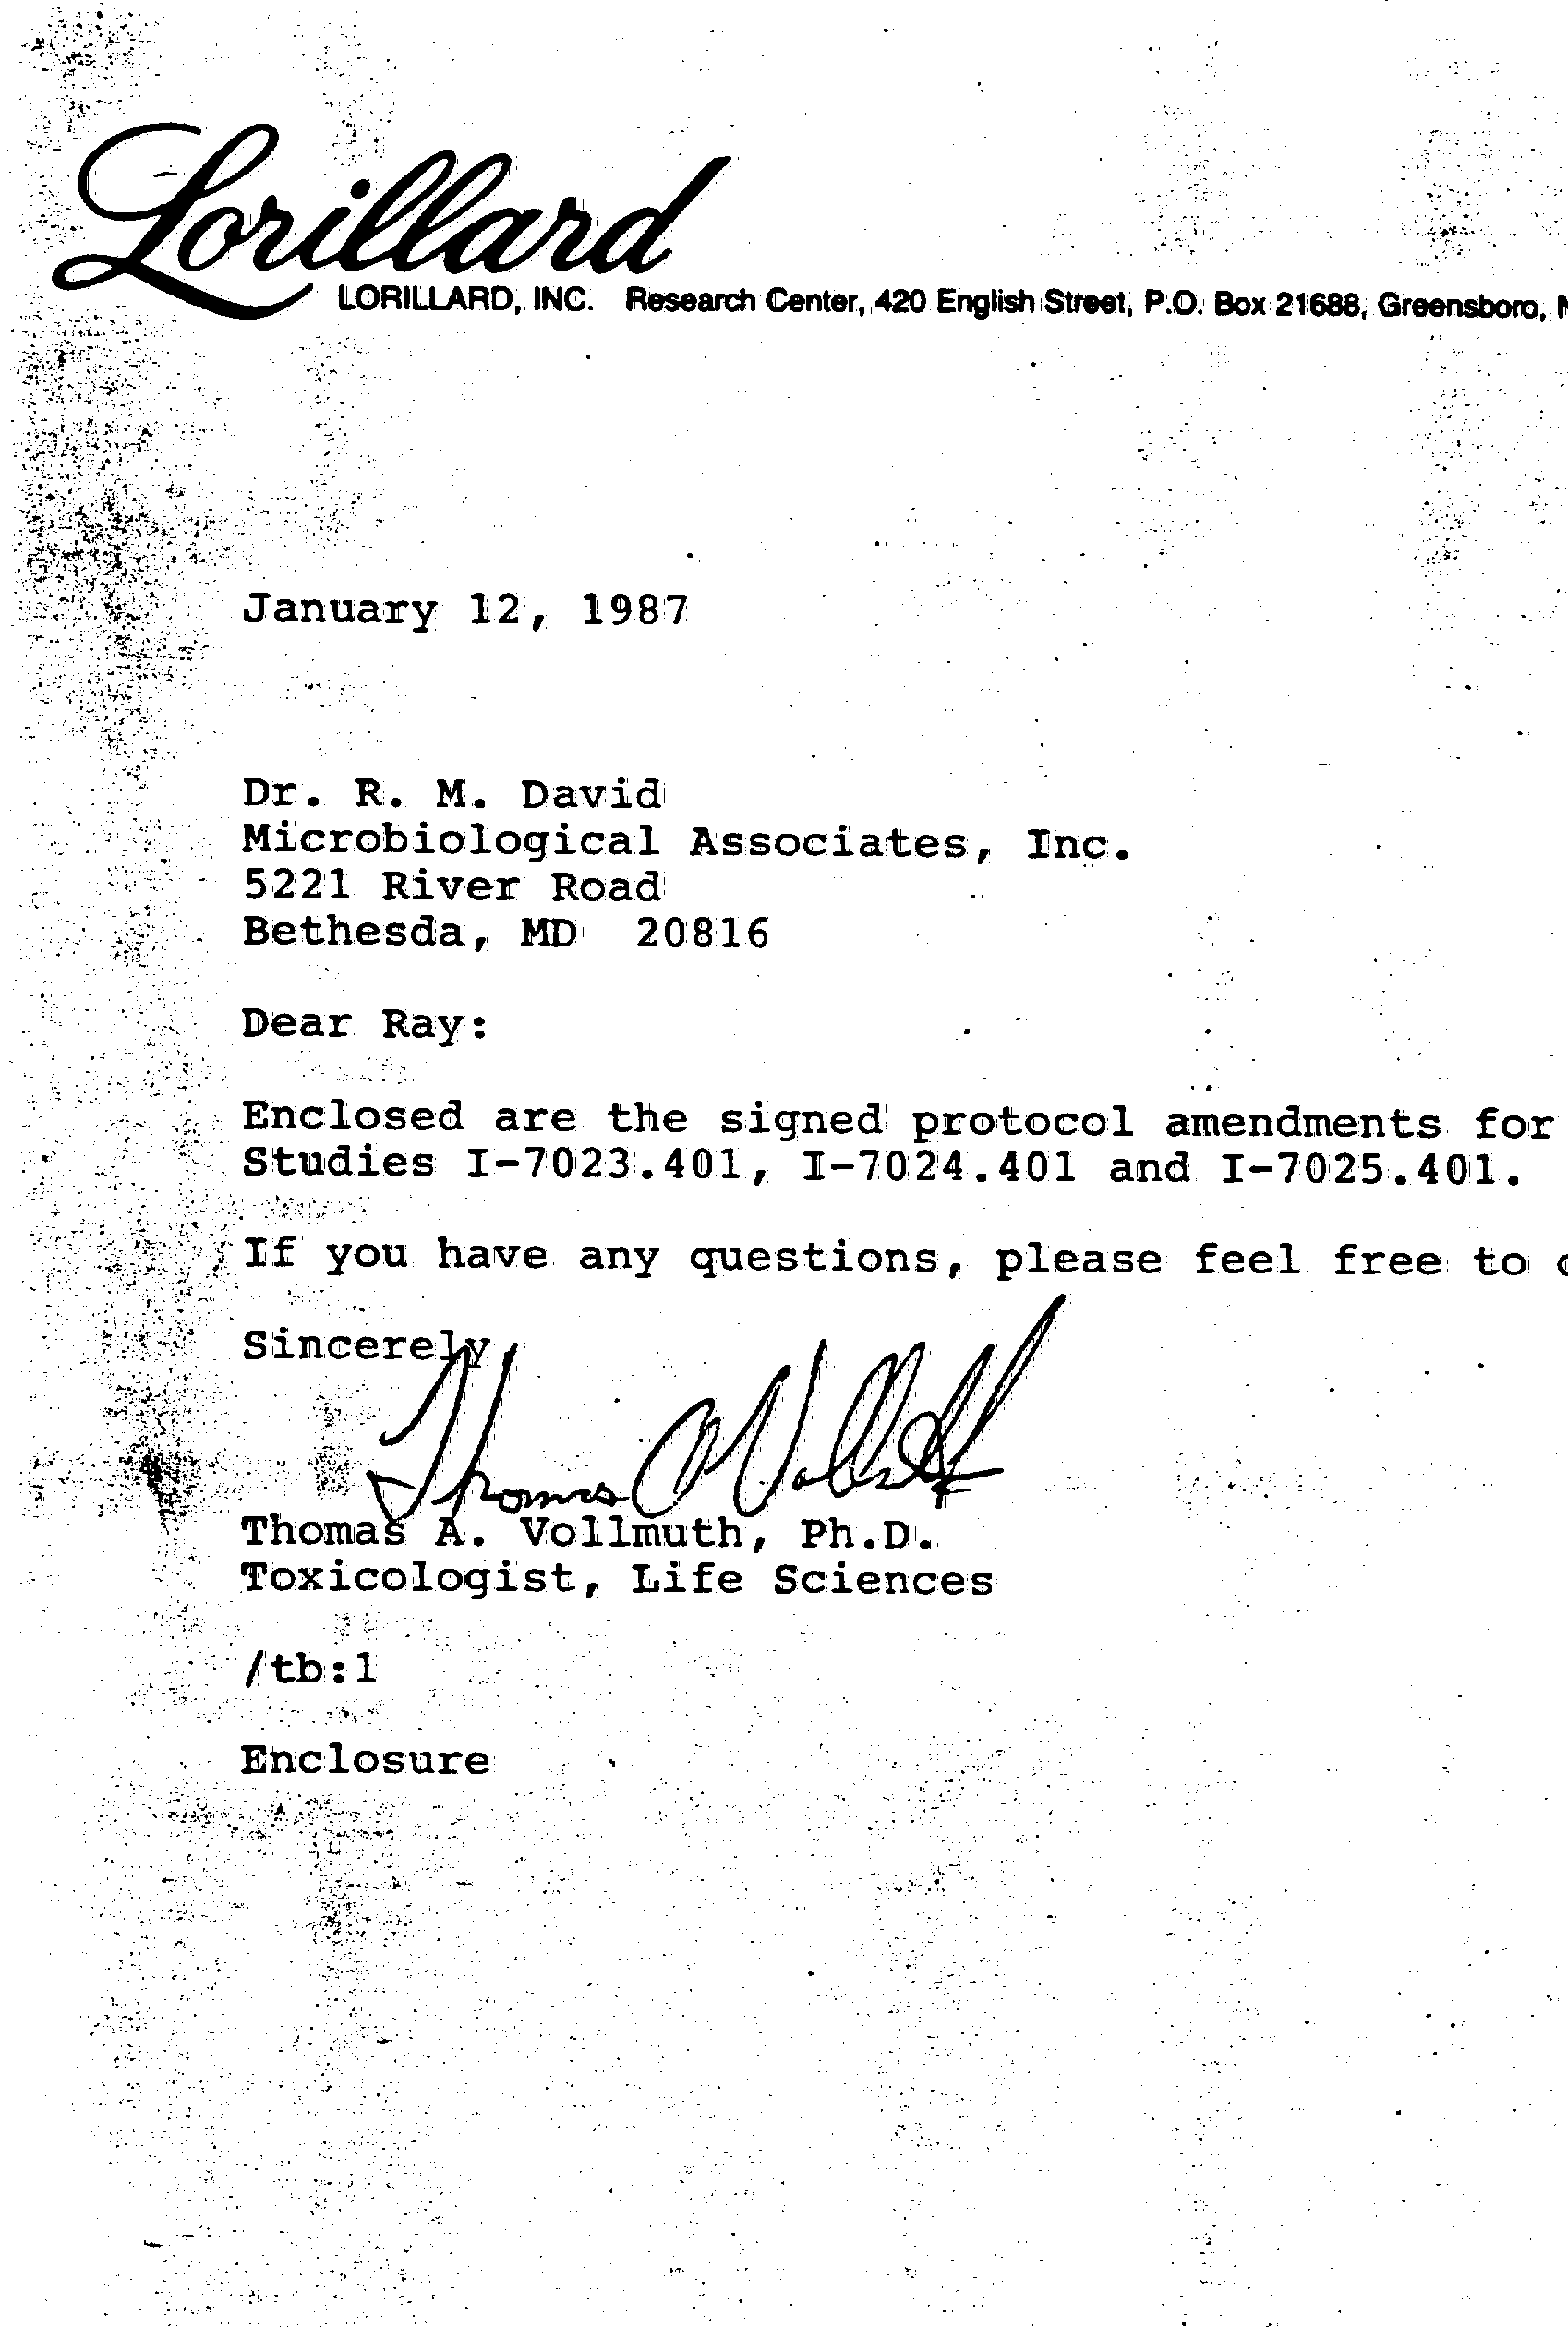 Lorillard
LORILLARD, INC. Research Center, 420 English Street, P.O. Box 21688, Greensboro,
January 12, 1987
Dr. R. M. David
Microbiological Associates, Inc.
5221 River Road
Bethesda, MD 20816
Dear Ray:
Enclosed are the signed protocol amendments for
Studies I-7023.401, I-7024.401 and I-7025.401.
If you have any questions, please feel free to
Sincerely,
Thomas A. Vollmuth
Thomas A. Vollmuth, Ph.D.
Toxicologist, Life Sciences
/tb:1
Enclosure